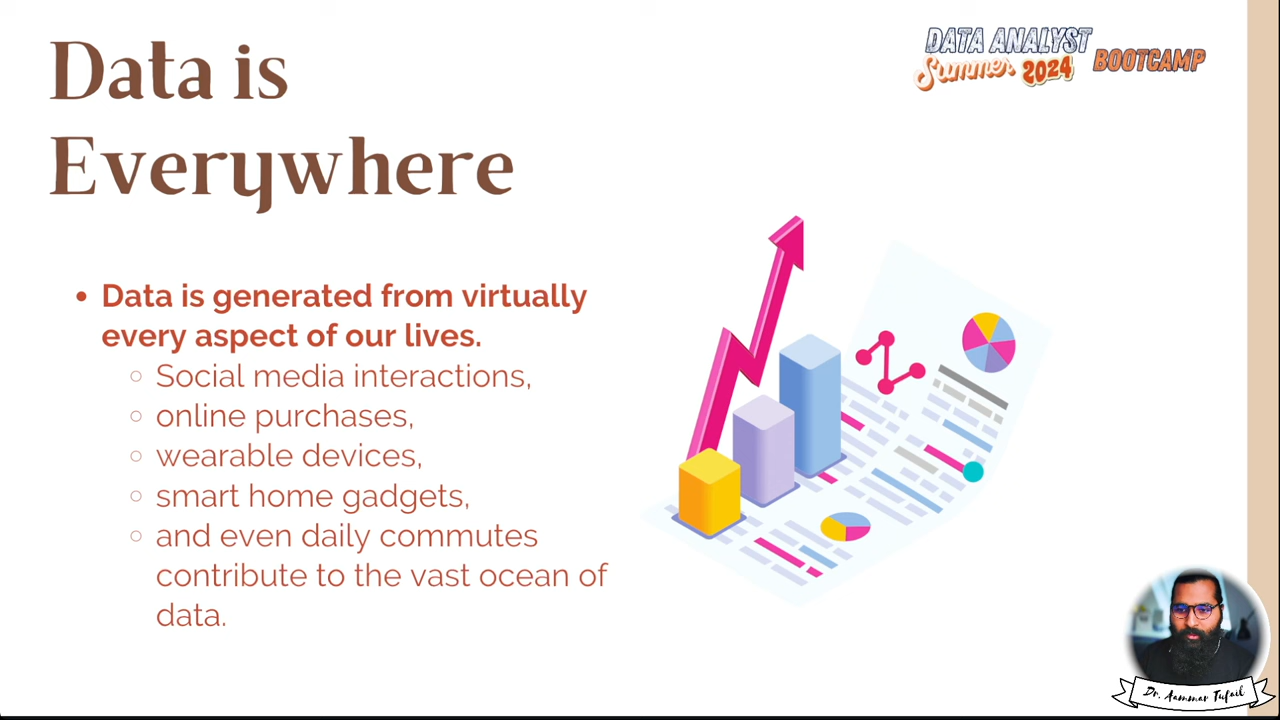 Data is
Everywhere
DATA ANALYST
Summer 2024
BOOTCAMP
• Data is generated from virtually
every aspect of our lives.
○ Social media interactions,
○ online purchases,
○ wearable devices,
○ smart home gadgets,
○ and even daily commutes
contribute to the vast ocean of
data.
Dr. Aammar Tufail